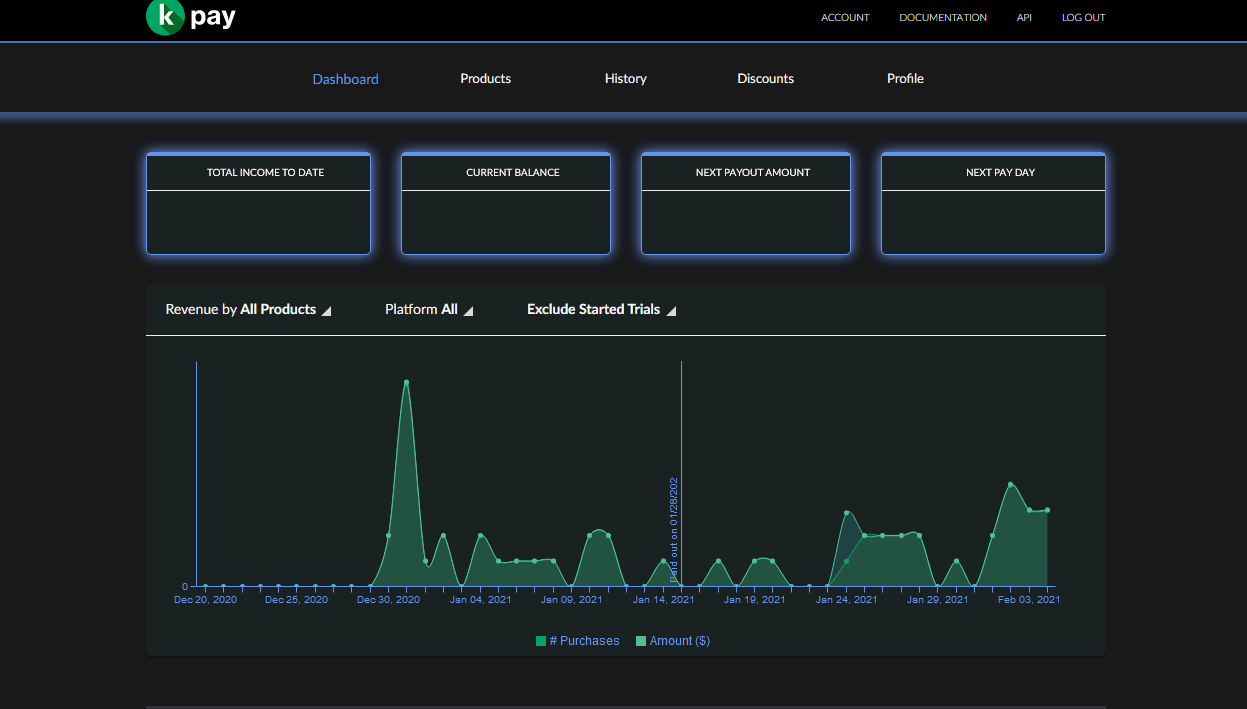 k pay
ACCOUNT DOCUMENTATION API LOG OUT
Dashboard Products History Discounts Profile
TOTAL INCOME TO DATE CURRENT BALANCE NEXT PAYOUT AMOUNT NEXT PAY DAY
Revenue by All Products Platform All Exclude Started Trials
Paid out on 01/28/202
0
Dec 20, 2020 Dec 25, 2020 Dec 30, 2020 Jan 04, 2021 Jan 09, 2021 Jan 14, 2021 Jan 19, 2021 Jan 24, 2021 Jan 29, 2021 Feb 03, 2021
# Purchases Amount ($)